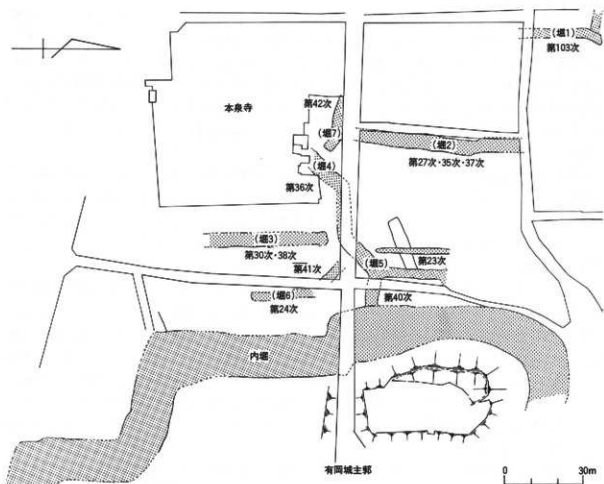 (堀1)
第103次
本泉寺
第42次
(堀7)
(堀2)
第27次・35次・37次
(堀4)
第36次
(堀3)
第30次・38次
(堀5)
第23次
第41次
(堀6)
第24次
第40次
内堀
有岡城主郭
0 30m